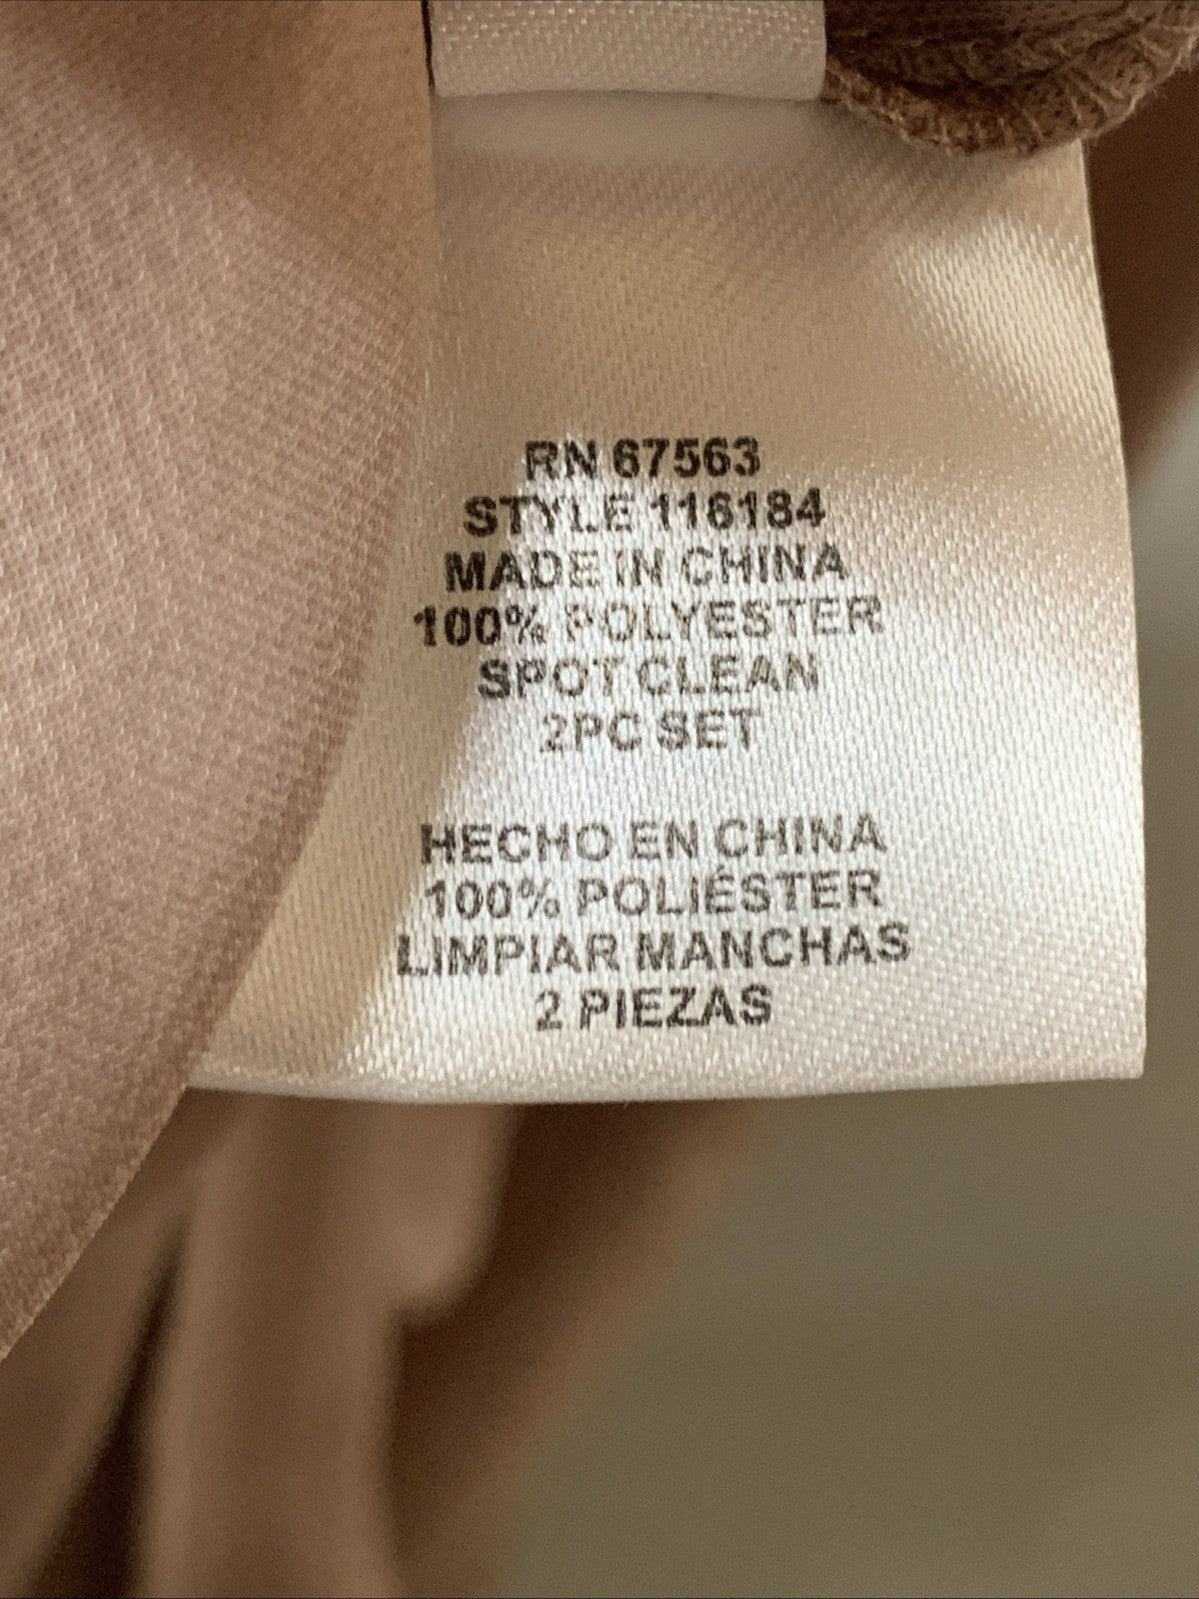 RN 67563
STYLE 116184
MADE IN CHINA
100% POLYESTER
SPOT CLEAN
2PC SET
HECHO EN CHINA
100% POLIÉSTER
LIMPIAR MANCHAS
2 PIEZAS